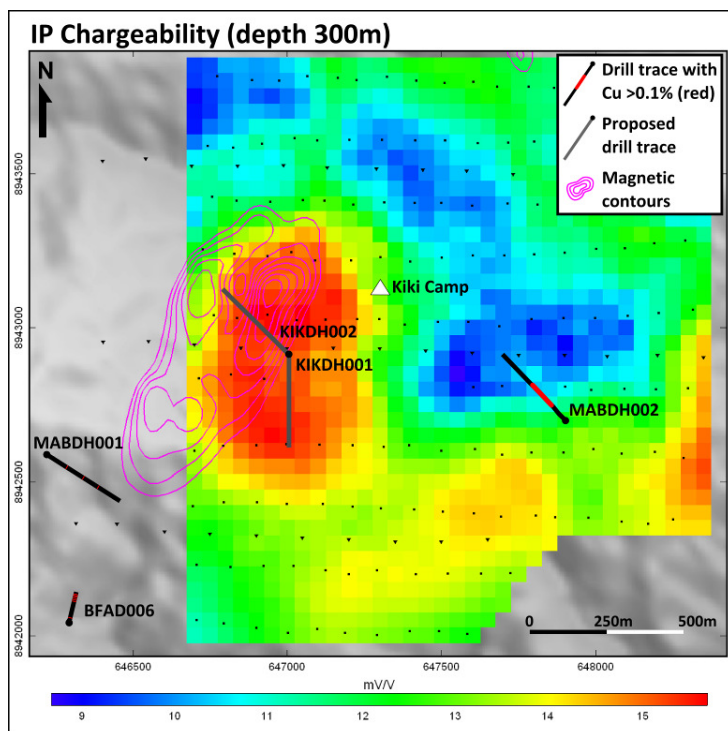 IP Chargeability (depth 300m)
N
Drill trace with
Cu >0.1% (red)
Proposed
drill trace
Magnetic
contours
8943500
Kiki Camp
8943000
KIKDH002
KIKDH001
MABDH002
MABDH001
8942500
BFAD006
0 250m 500m
8942000
646500 647000 647500 648000
mV/V
9 10 11 12 13 14 15